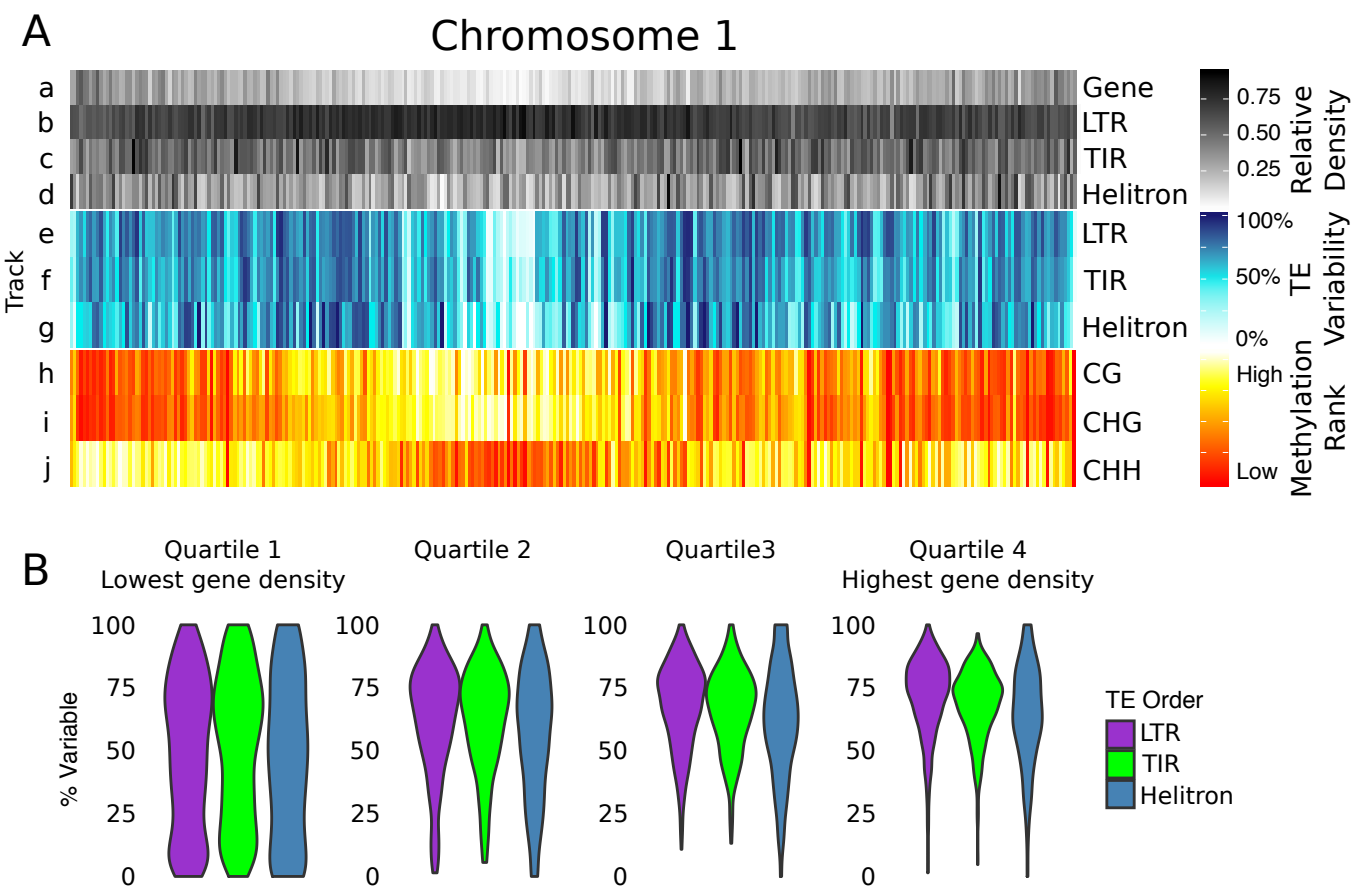 A
Chromosome 1
Track
a
b
c
d
e
f
g
h
i
j
Gene
LTR
TIR
Helitron
LTR
TIR
Helitron
CG
CHG
CHH
0.75
0.50
0.25
Relative
Density
100%
50%
0%
TE
Variability
High
Low
Methylation
Rank
B
Quartile 1
Lowest gene density
Quartile 2
Quartile3
Quartile 4
Highest gene density
% Variable
100
75
50
25
0
100
75
50
25
0
100
75
50
25
0
100
75
50
25
0
TE Order
LTR
TIR
Helitron